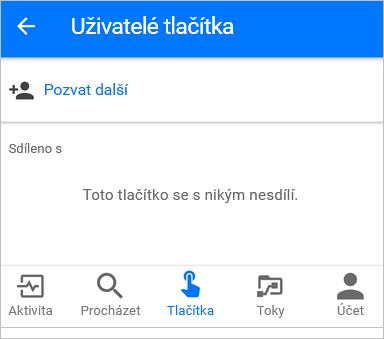 Uživatelé tlačítka
Pozvat další
Sdíleno s
Toto tlačítko se s nikým nesdílí.
Aktivita Procházet Tlačítka Toky Účet